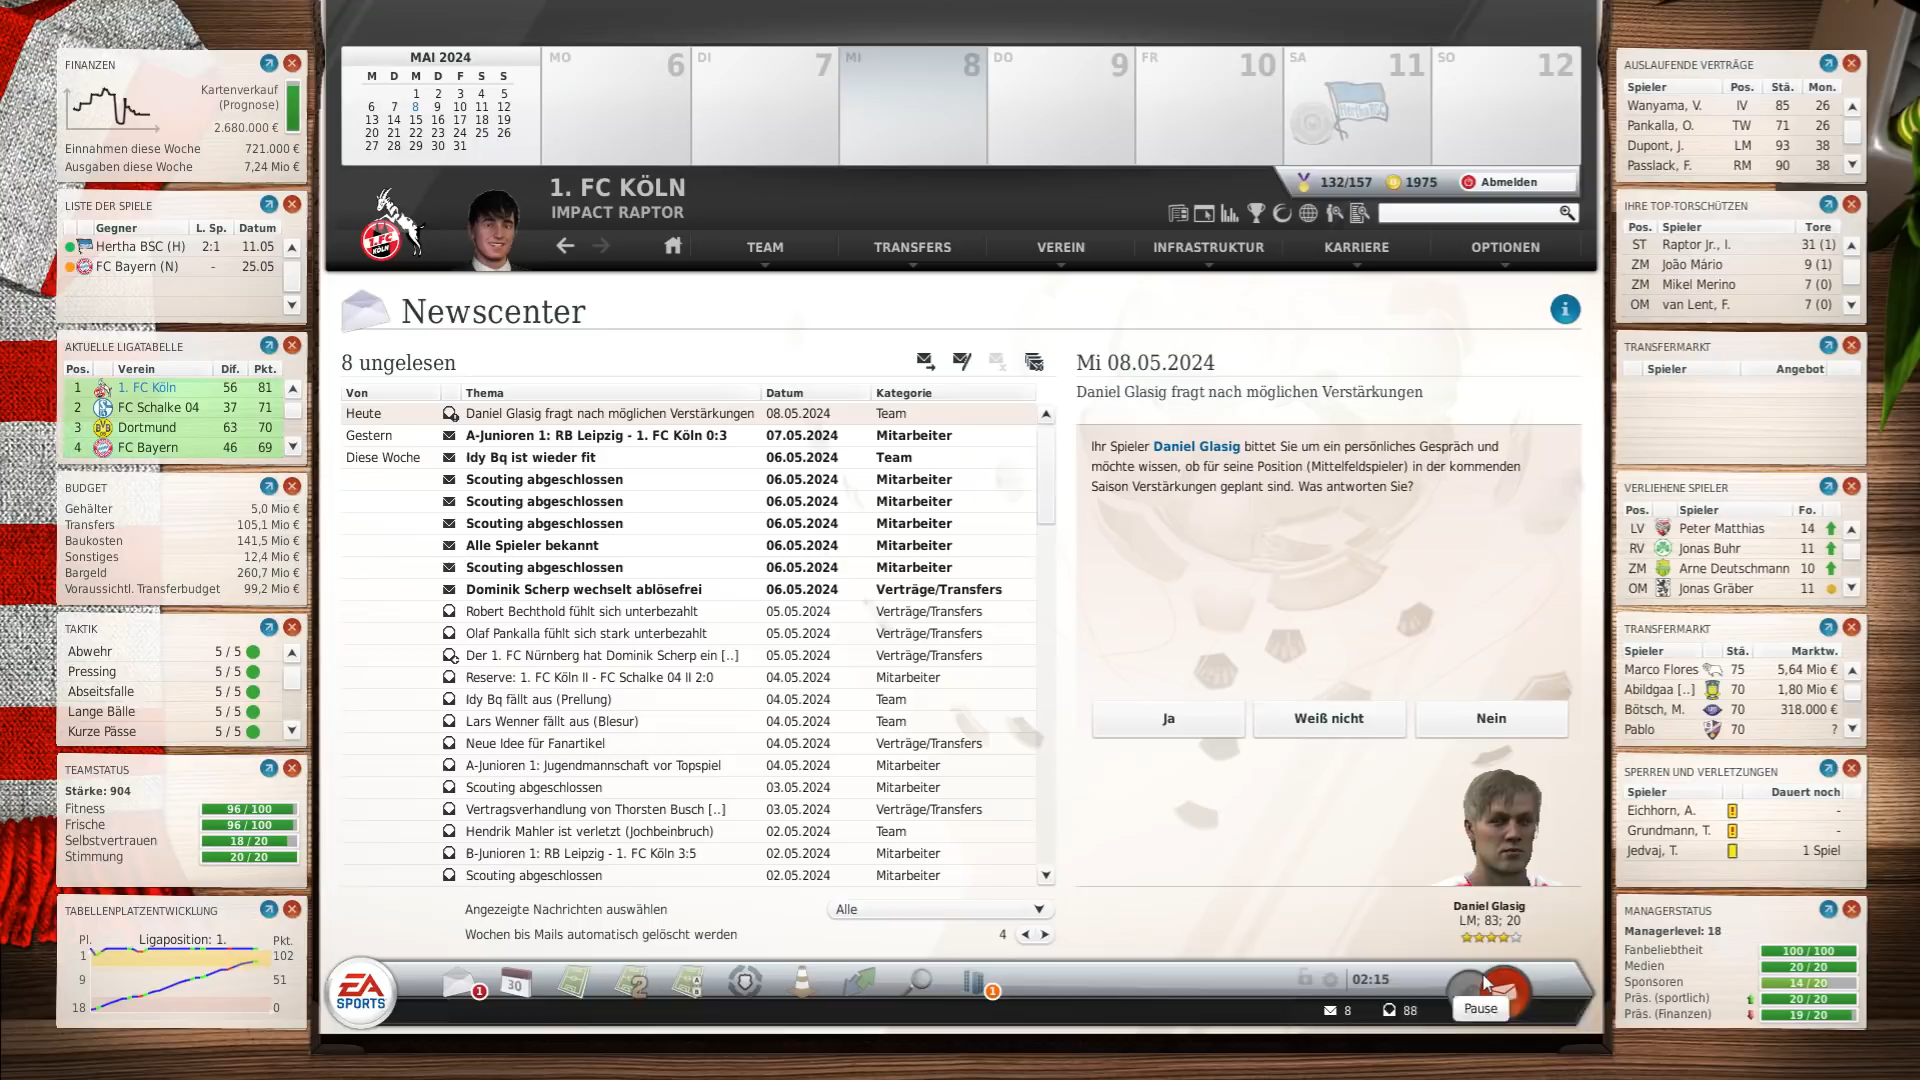 FINANZEN
Kartenverkauf
(Prognose)
2.680.000 €
Einnahmen diese Woche 721.000 €
Ausgaben diese Woche 7,24 Mio €
LISTE DER SPIELE
Gegner L. Sp. Datum
Hertha BSC (H) 2:1 11.05
FC Bayern (N) - 25.05
AKTUELLE LIGATABELLE
Pos. Verein Dif. Pkt.
1 1. FC Köln 56 81
2 FC Schalke 04 37 71
3 Dortmund 63 70
4 FC Bayern 46 69
BUDGET
Gehälter 5,0 Mio €
Transfers 105,1 Mio €
Baukosten 141,5 Mio €
Sonstiges 12,4 Mio €
Bargeld 260,7 Mio €
Voraussichtl. Transferbudget 99,2 Mio €
TAKTIK
Abwehr 5 / 5
Pressing 5 / 5
Abseitsfalle 5 / 5
Lange Bälle 5 / 5
Kurze Pässe 5 / 5
TEAMSTATUS
Stärke: 904
Fitness 96 / 100
Frische 96 / 100
Selbstvertrauen 18 / 20
Stimmung 20 / 20
TABELLENPLATZENTWICKLUNG
Pl. Ligaposition: 1. Pkt.
1 102
9 51
18 0
MAI 2024
M D M F S S
1 2 3 4 5
6 7 8 9 10 11 12
13 14 15 16 17 18 19
20 21 22 23 24 25 26
27 28 29 30 31
MO 6 DI 7 MI 8 DO 9 FR 10 SA 11 SO 12
Hertha BSC
1. FC KÖLN
IMPACT RAPTOR
132/157 1975 Abmelden
1.FC KÖLN
TEAM TRANSFERS VEREIN INFRASTRUKTUR KARRIERE OPTIONEN
Newscenter
i
8 ungelesen
Von Thema Datum Kategorie
Heute Daniel Glasig fragt nach möglichen Verstärkungen 08.05.2024 Team
Gestern A-Junioren 1: RB Leipzig - 1. FC Köln 0:3 07.05.2024 Mitarbeiter
Diese Woche Idy Bq ist wieder fit 06.05.2024 Team
Scouting abgeschlossen 06.05.2024 Mitarbeiter
Scouting abgeschlossen 06.05.2024 Mitarbeiter
Scouting abgeschlossen 06.05.2024 Mitarbeiter
Alle Spieler bekannt 06.05.2024 Mitarbeiter
Scouting abgeschlossen 06.05.2024 Mitarbeiter
Dominik Scherp wechselt ablösefrei 06.05.2024 Verträge/Transfers
Robert Bechthold fühlt sich unterbezahlt 05.05.2024 Verträge/Transfers
Olaf Pankalla fühlt sich stark unterbezahlt 05.05.2024 Verträge/Transfers
Der 1. FC Nürnberg hat Dominik Scherp ein [..] 05.05.2024 Verträge/Transfers
Reserve: 1. FC Köln II - FC Schalke 04 II 2:0 04.05.2024 Mitarbeiter
Idy Bq fällt aus (Prellung) 04.05.2024 Team
Lars Wenner fällt aus (Blesur) 04.05.2024 Team
Neue Idee für Fanartikel 04.05.2024 Verträge/Transfers
A-Junioren 1: Jugendmannschaft vor Topspiel 04.05.2024 Mitarbeiter
Scouting abgeschlossen 03.05.2024 Mitarbeiter
Vertragsverhandlung von Thorsten Busch [..] 03.05.2024 Verträge/Transfers
Hendrik Mahler ist verletzt (Jochbeinbruch) 02.05.2024 Team
B-Junioren 1: RB Leipzig - 1. FC Köln 3:5 02.05.2024 Mitarbeiter
Scouting abgeschlossen 02.05.2024 Mitarbeiter
Angezeigte Nachrichten auswählen Alle
Wochen bis Mails automatisch gelöscht werden 4
Mi 08.05.2024
Daniel Glasig fragt nach möglichen Verstärkungen
Ihr Spieler Daniel Glasig bittet Sie um ein persönliches Gespräch und
möchte wissen, ob für seine Position (Mittelfeldspieler) in der kommenden
Saison Verstärkungen geplant sind. Was antworten Sie?
Ja Weiß nicht Nein
Daniel Glasig
LM; 83; 20
EA SPORTS
1
30
2
1
02:15
8 88
Pause
AUSLAUFENDE VERTRÄGE
Spieler Pos. Stä. Mon.
Wanyama, V. IV 85 26
Pankalla, O. TW 71 26
Dupont, J. LM 93 38
Passlack, F. RM 90 38
IHRE TOP-TORSCHÜTZEN
Pos. Spieler Tore
ST Raptor Jr., I. 31 (1)
ZM João Mário 9 (1)
ZM Mikel Merino 7 (0)
OM van Lent, F. 7 (0)
TRANSFERMARKT
Spieler Angebot
VERLIEHENE SPIELER
Pos. Spieler Fo.
LV Peter Matthias 14
RV Jonas Buhr 11
ZM Arne Deutschmann 10
OM Jonas Gräber 11
TRANSFERMARKT
Spieler Stä. Marktw.
Marco Flores 75 5,64 Mio €
Abildgaa [..] 70 1,80 Mio €
Bötsch, M. 70 318.000 €
Pablo 70 ?
SPERREN UND VERLETZUNGEN
Spieler Dauert noch
Eichhorn, A. -
Grundmann, T. -
Jedvaj, T. 1 Spiel
MANAGERSTATUS
Managerlevel: 18
Fanbeliebtheit 100 / 100
Medien 20 / 20
Sponsoren 14 / 20
Präs. (sportlich) 20 / 20
Präs. (Finanzen) 19 / 20